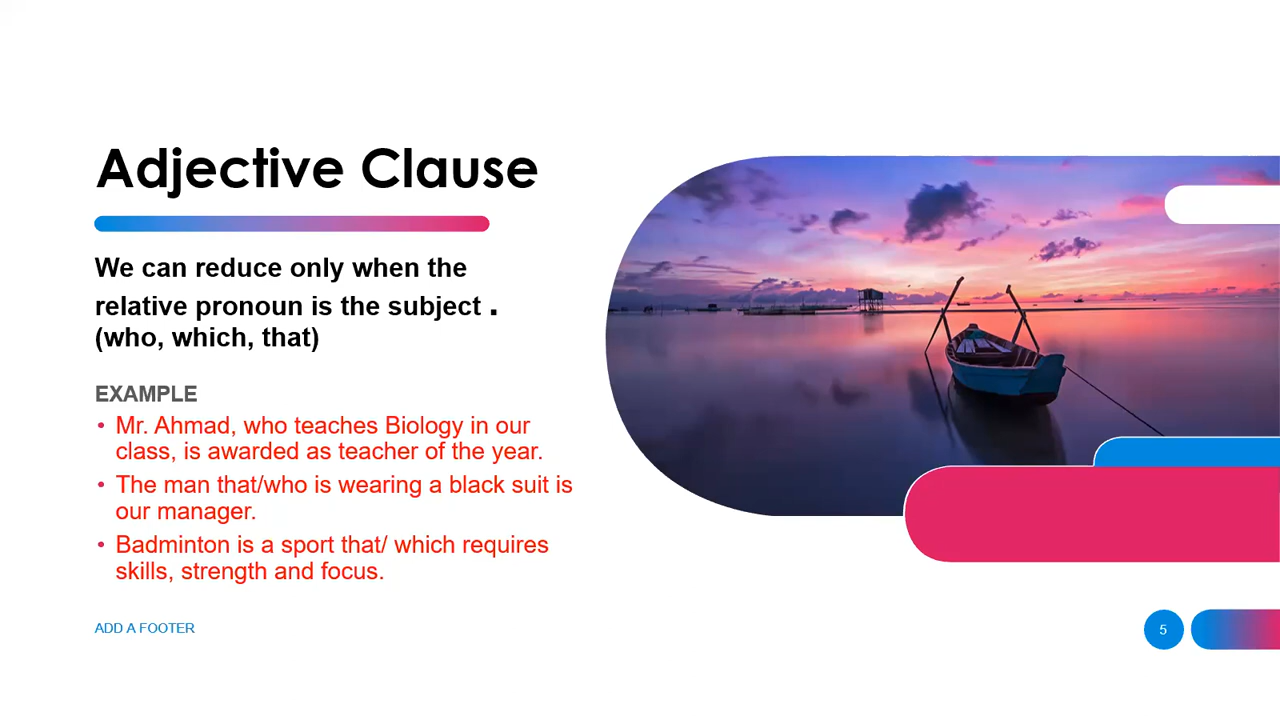 Adjective Clause
We can reduce only when the
relative pronoun is the subject .
(who, which, that)
EXAMPLE
• Mr. Ahmad, who teaches Biology in our
class, is awarded as teacher of the year.
• The man that/who is wearing a black suit is
our manager.
• Badminton is a sport that/ which requires
skills, strength and focus.
ADD A FOOTER
5